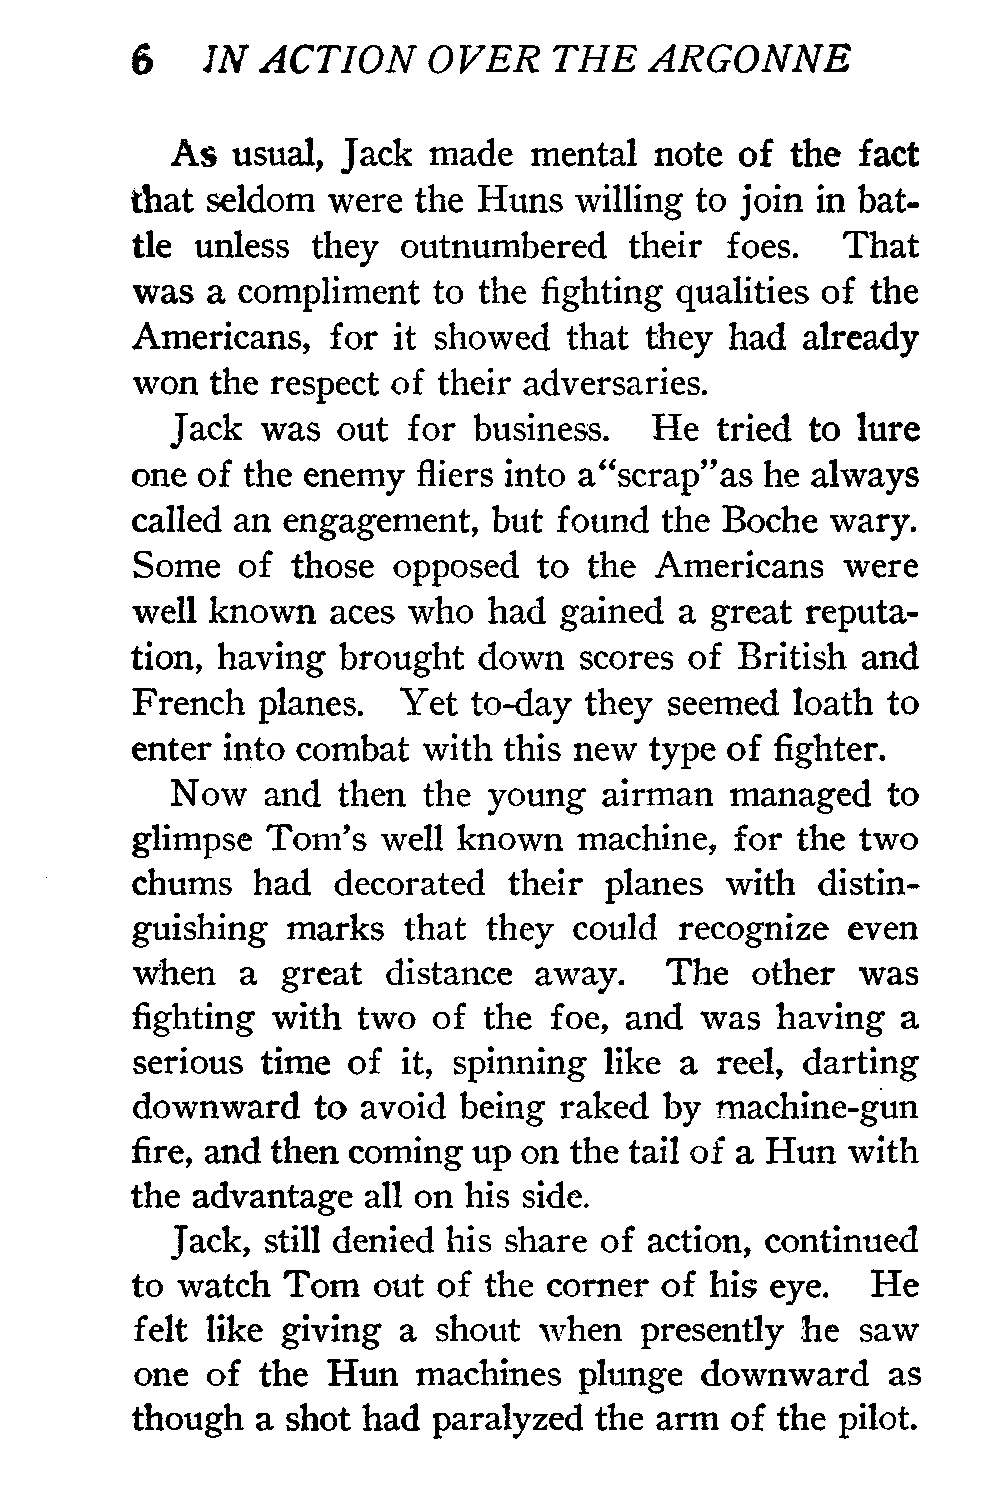 6 IN ACTION OVER THE ARGONNE
As usual, Jack made mental note of the fact
that seldom were the Huns willing to join in bat-
tle unless they outnumbered their foes. That
was a compliment to the fighting qualities of the
Americans, for it showed that they had already
won the respect of their adversaries.
Jack was out for business. He tried to lure
one of the enemy fliers into a“scrap”as he always
called an engagement, but found the Boche wary.
Some of those opposed to the Americans were
well known aces who had gained a great reputa-
tion, having brought down scores of British and
French planes. Yet to-day they seemed loath to
enter into combat with this new type of fighter.
Now and then the young airman managed to
glimpse Tom’s well known machine, for the two
chums had decorated their planes with distin-
guishing marks that they could recognize even
when a great distance away. The other was
fighting with two of the foe, and was having a
serious time of it, spinning like a reel, darting
downward to avoid being raked by machine-gun
fire, and then coming up on the tail of a Hun with
the advantage all on his side.
Jack, still denied his share of action, continued
to watch Tom out of the corner of his eye. He
felt like giving a shout when presently he saw
one of the Hun machines plunge downward as
though a shot had paralyzed the arm of the pilot.